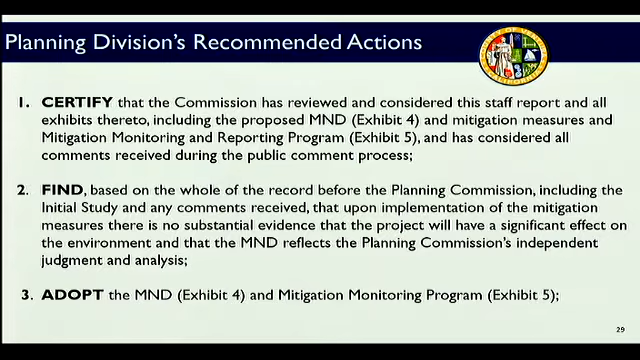 Planning Division's Recommended Actions
1. CERTIFY that the Commission has reviewed and considered this staff report and all
exhibits thereto, including the proposed MND (Exhibit 4) and mitigation measures and
Mitigation Monitoring and Reporting Program (Exhibit 5), and has considered all
comments received during the public comment process;
2. FIND, based on the whole of the record before the Planning Commission, including the
Initial Study and any comments received, that upon implementation of the mitigation
measures there is no substantial evidence that the project will have a significant effect on
the environment and that the MND reflects the Planning Commission's independent
judgment and analysis;
3. ADOPT the MND (Exhibit 4) and Mitigation Monitoring Program (Exhibit 5);
29